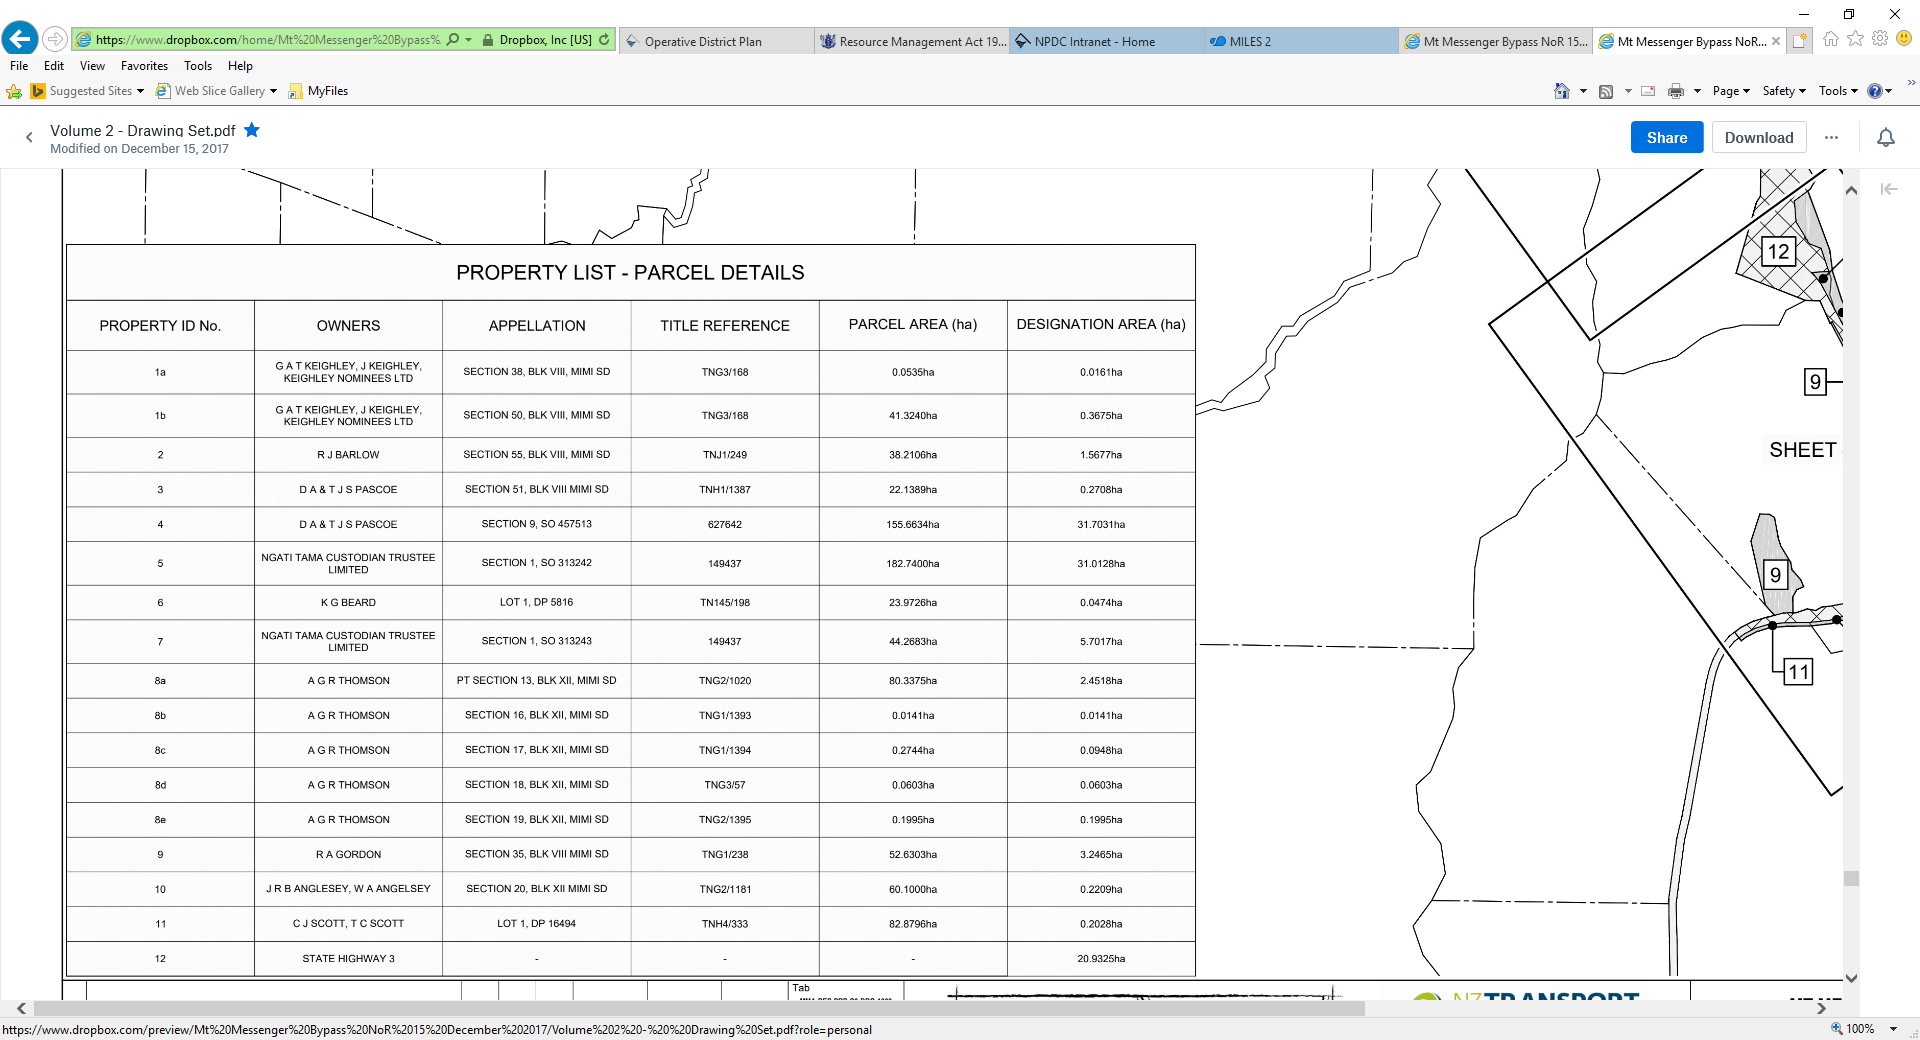 https://www.dropbox.com/home/Mt%20Messenger%20Bypass%
Dropbox, Inc [US]
Operative District Plan
Resource Management Act 19...
NPDC Intranet - Home
MILES 2
Mt Messenger Bypass NoR 15...
Mt Messenger Bypass NoR...
File Edit View Favorites Tools Help
Suggested Sites Web Slice Gallery MyFiles
Page Safety Tools
Volume 2 - Drawing Set.pdf
Modified on December 15, 2017
Share Download
PROPERTY LIST - PARCEL DETAILS
PROPERTY ID No. OWNERS APPELLATION TITLE REFERENCE PARCEL AREA (ha) DESIGNATION AREA (ha)
1a G A T KEIGHLEY, J KEIGHLEY, KEIGHLEY NOMINEES LTD SECTION 38, BLK VIII, MIMI SD TNG3/168 0.0535ha 0.0161ha
1b G A T KEIGHLEY, J KEIGHLEY, KEIGHLEY NOMINEES LTD SECTION 50, BLK VIII, MIMI SD TNG3/168 41.3240ha 0.3675ha
2 R J BARLOW SECTION 55, BLK VIII, MIMI SD TNJ1/249 38.2106ha 1.5677ha
3 D A & T J S PASCOE SECTION 51, BLK VIII MIMI SD TNH1/1387 22.1389ha 0.2708ha
4 D A & T J S PASCOE SECTION 9, SO 457513 627642 155.6634ha 31.7031ha
5 NGATI TAMA CUSTODIAN TRUSTEE LIMITED SECTION 1, SO 313242 149437 182.7400ha 31.0128ha
6 K G BEARD LOT 1, DP 5816 TN145/198 23.9726ha 0.0474ha
7 NGATI TAMA CUSTODIAN TRUSTEE LIMITED SECTION 1, SO 313243 149437 44.2683ha 5.7017ha
8a A G R THOMSON PT SECTION 13, BLK XII, MIMI SD TNG2/1020 80.3375ha 2.4518ha
8b A G R THOMSON SECTION 16, BLK XII, MIMI SD TNG1/1393 0.0141ha 0.0141ha
8c A G R THOMSON SECTION 17, BLK XII, MIMI SD TNG1/1394 0.2744ha 0.0948ha
8d A G R THOMSON SECTION 18, BLK XII, MIMI SD TNG3/57 0.0603ha 0.0603ha
8e A G R THOMSON SECTION 19, BLK XII, MIMI SD TNG2/1395 0.1995ha 0.1995ha
9 R A GORDON SECTION 35, BLK VIII MIMI SD TNG1/238 52.6303ha 3.2465ha
10 J R B ANGLESEY, W A ANGELSEY SECTION 20, BLK XII MIMI SD TNG2/1181 60.1000ha 0.2209ha
11 C J SCOTT, T C SCOTT LOT 1, DP 16494 TNH4/333 82.8796ha 0.2028ha
12 STATE HIGHWAY 3 - - - 20.9325ha
12
9
SHEET
9
11
Tab
NZTRANSPORT
https://www.dropbox.com/preview/Mt%20Messenger%20Bypass%20NoR%2015%20December%202017/Volume%202%20-%20%20Drawing%20Set.pdf?role=personal
100%